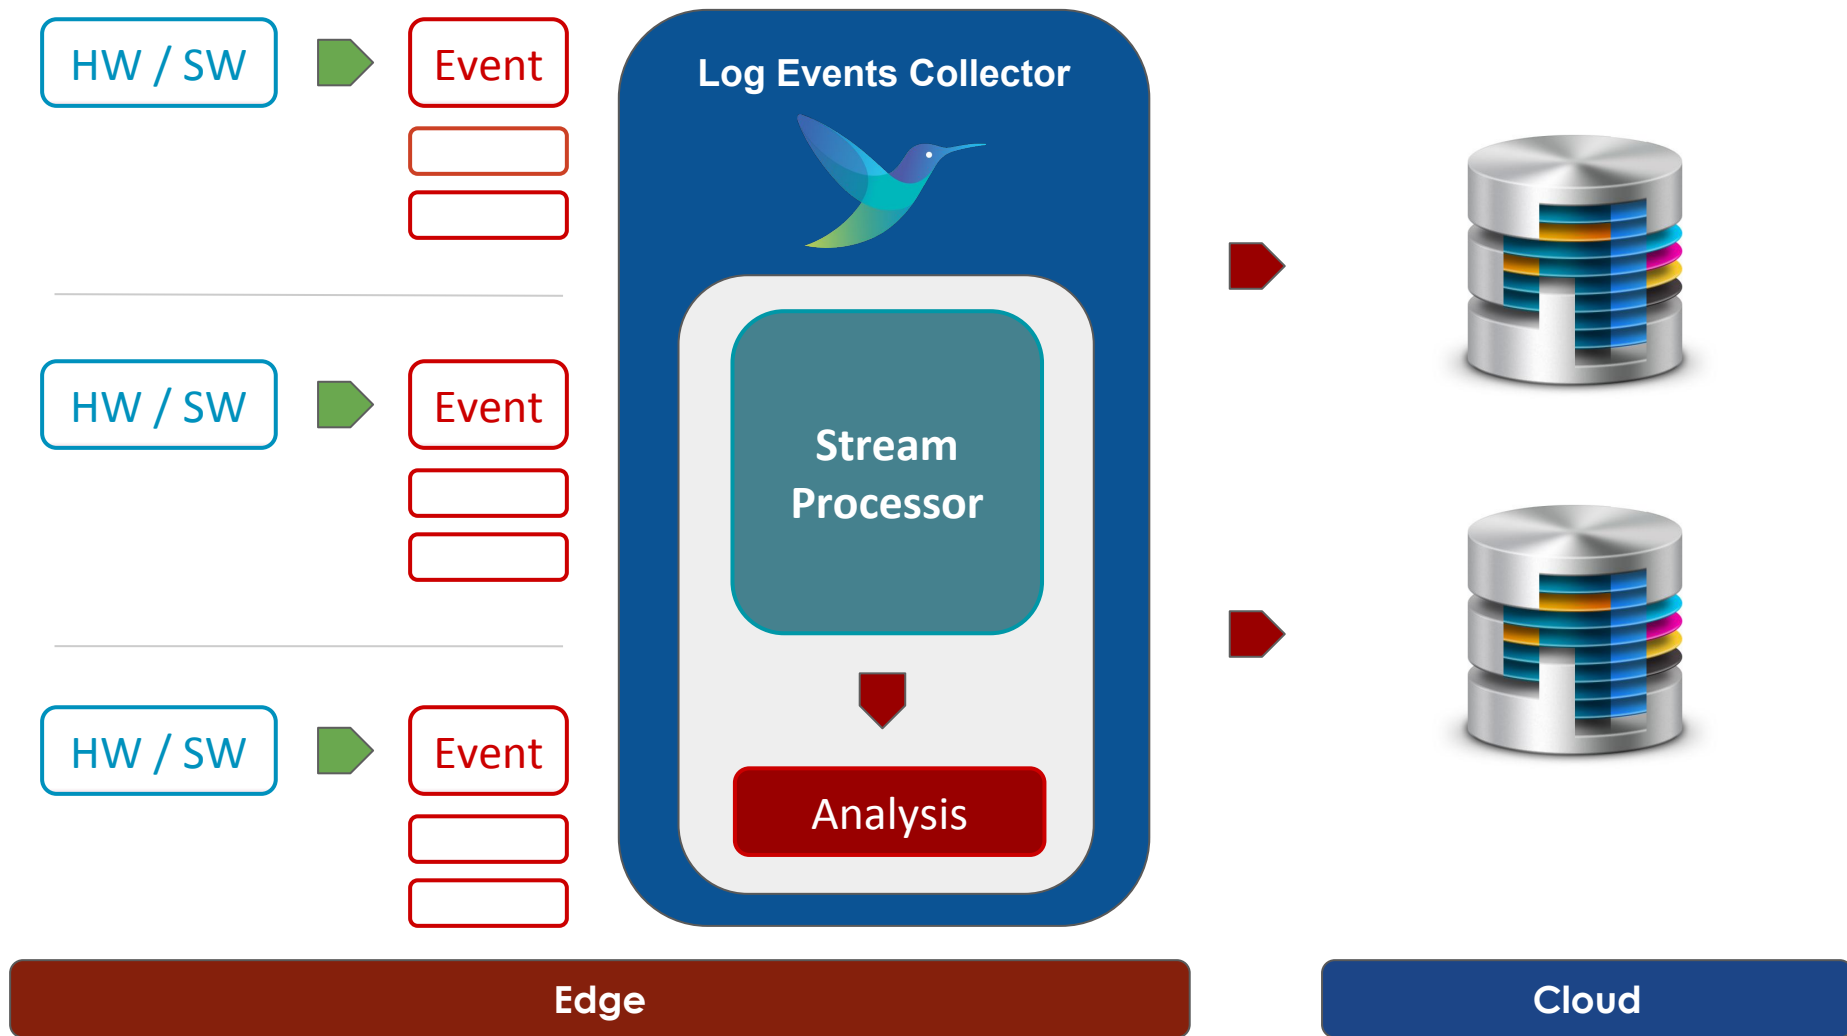 HW / SW
Event
HW / SW
Event
HW / SW
Event
Log Events Collector
Stream
Processor
Analysis
Edge
Cloud